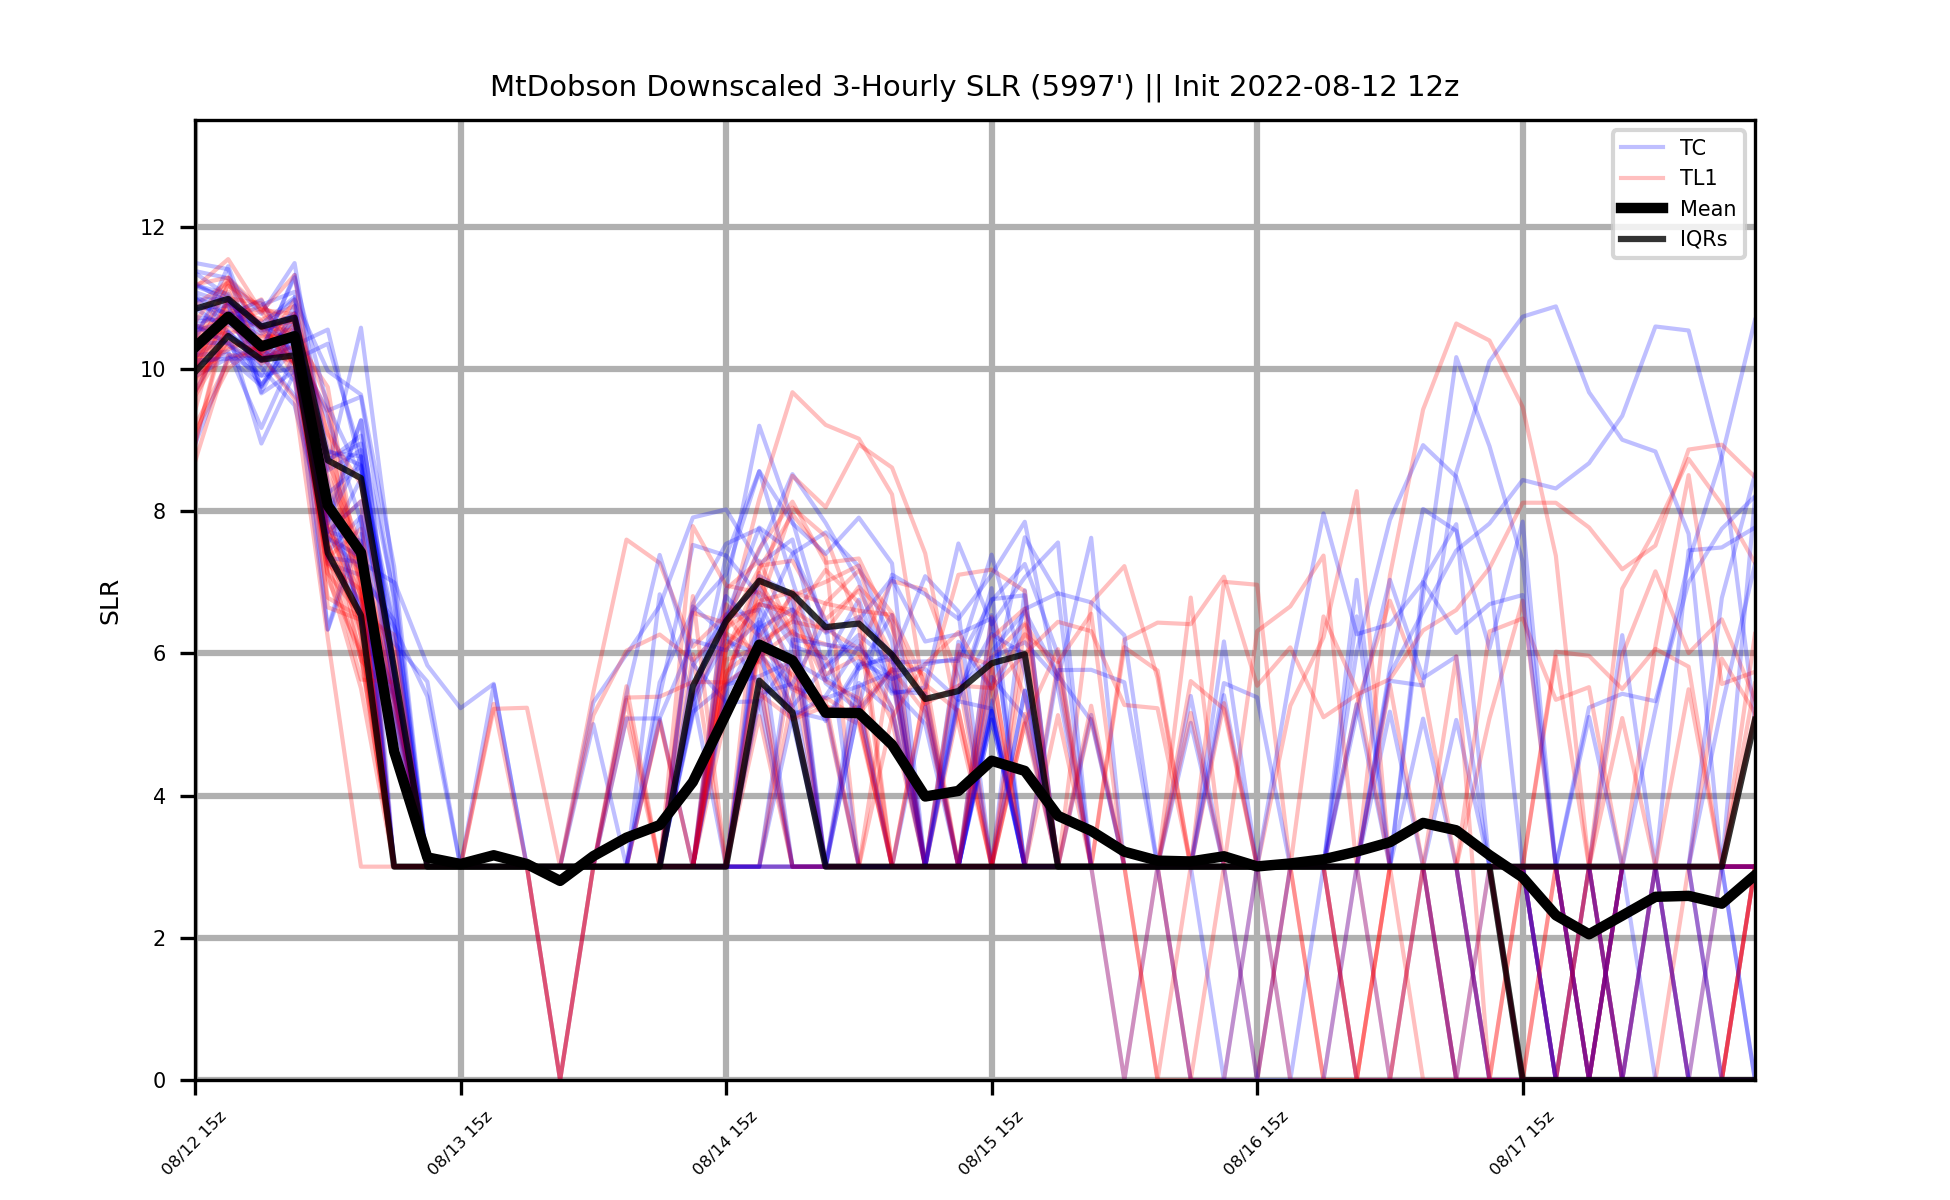 MtDobson Downscaled 3-Hourly SLR (5997') || Init 2022-08-12 12z
TC
TL1
Mean
IQRs
SLR
12
10
8
6
4
2
0
08/12 15z
08/13 15z
08/14 15z
08/15 15z
08/16 15z
08/17 15z